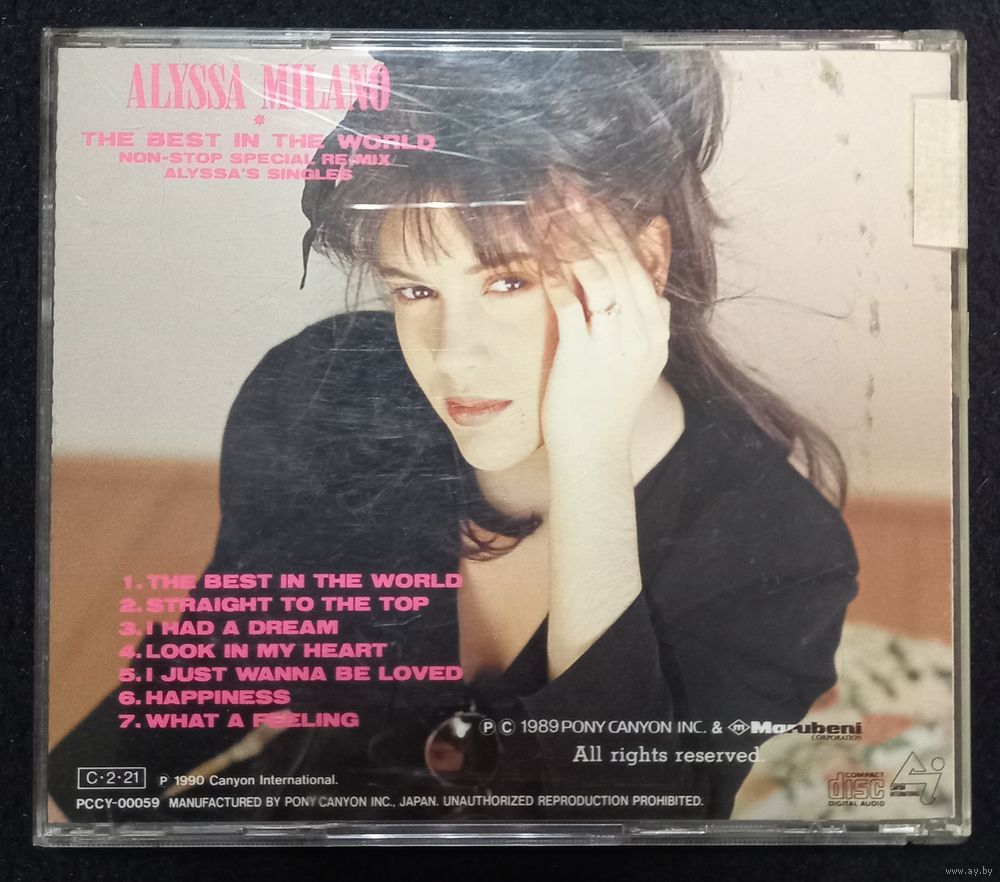 ALYSSA MILANO
THE BEST IN THE WORLD
NON-STOP SPECIAL RE-MIX
ALYSSA'S SINGLES
1. THE BEST IN THE WORLD
2. STRAIGHT TO THE TOP
3. I HAD A DREAM
4. LOOK IN MY HEART
5. I JUST WANNA BE LOVED
6. HAPPINESS
7. WHAT A FEELING
Ⓟ Ⓒ 1989 PONY CANYON INC. & m Marubeni
CORPORATION
All rights reserved.
C·2·21 P 1990 Canyon International.
COMPACT
disc
DIGITAL AUDIO
PCCY-00059 MANUFACTURED BY PONY CANYON INC., JAPAN. UNAUTHORIZED REPRODUCTION PROHIBITED.
www.ay.by